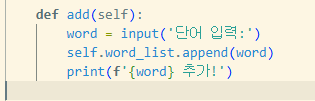 def add(self):
    word = input('단어 입력:')
    self.word_list.append(word)
    print(f'{word} 추가!')